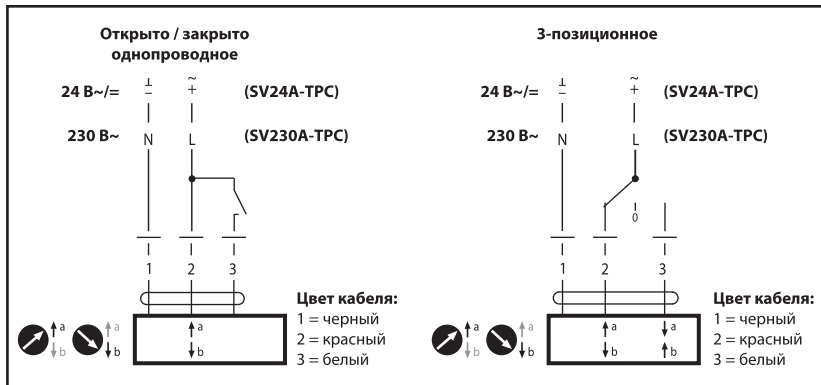 Открыто / закрыто
однопроводное
24 В~/=
⊥
–
~
+
(SV24A-TPC)
230 В~
N
L
(SV230A-TPC)
1
2
3
a
b
a
b
a
b
Цвет кабеля:
1 = черный
2 = красный
3 = белый
3-позиционное
24 В~/=
⊥
–
~
+
(SV24A-TPC)
230 В~
N
L
(SV230A-TPC)
0
1
2
3
a
b
a
b
a
b
a
b
Цвет кабеля:
1 = черный
2 = красный
3 = белый